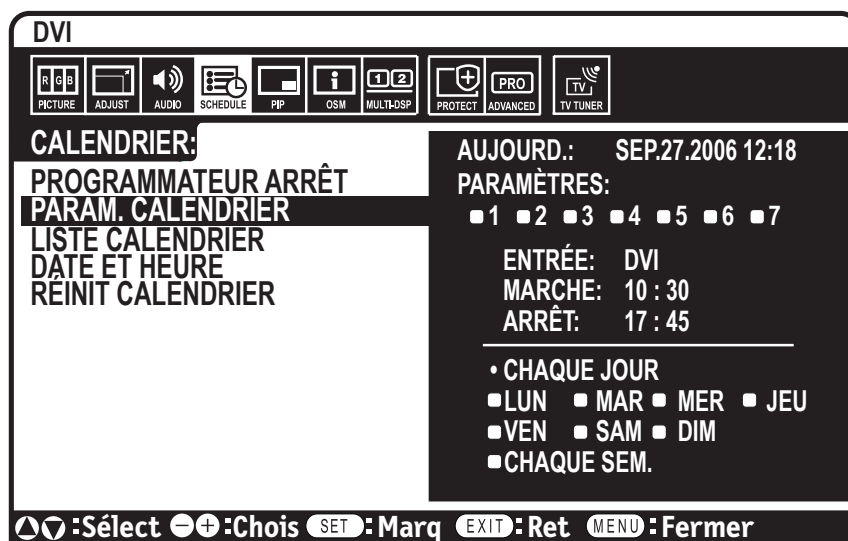 DVI
RGB PICTURE ADJUST AUDIO SCHEDULE PIP i OSM 1 2 MULTI-DSP PROTECT PRO ADVANCED TV TV TUNER
CALENDRIER:
PROGRAMMATEUR ARRÊT
PARAM. CALENDRIER
LISTE CALENDRIER
DATE ET HEURE
RÉINIT CALENDRIER
AUJOURD.: SEP.27.2006 12:18
PARAMÈTRES:
1 2 3 4 5 6 7
ENTRÉE: DVI
MARCHE: 10 : 30
ARRÊT: 17 : 45
• CHAQUE JOUR
LUN MAR MER JEU
VEN SAM DIM
CHAQUE SEM.
:Sélect :Chois SET :Marq EXIT :Ret MENU :Fermer